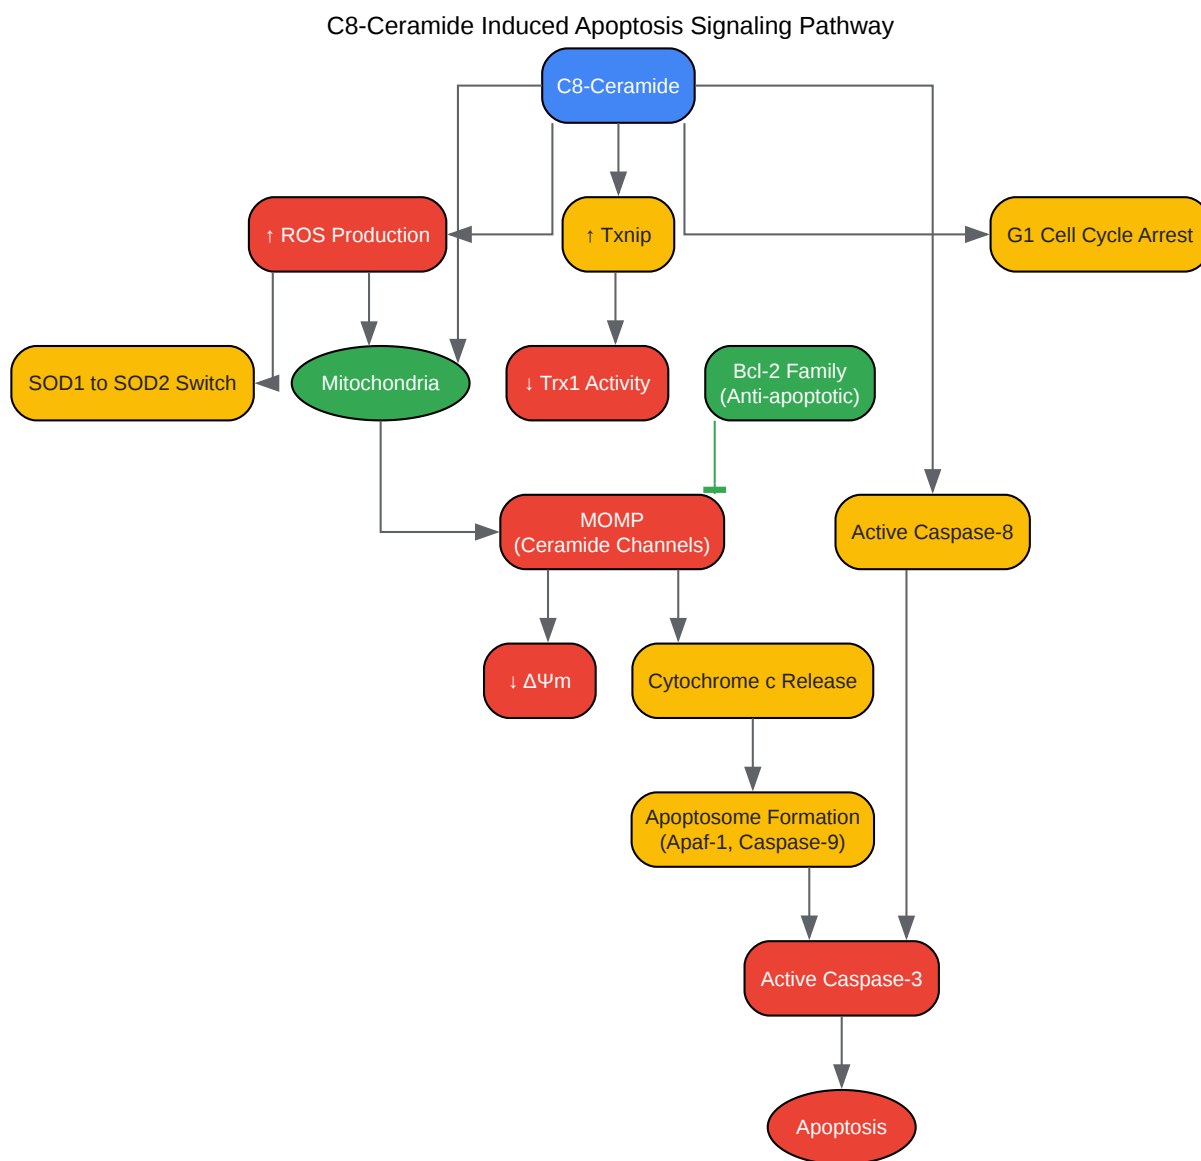 C8-Ceramide Induced Apoptosis Signaling Pathway
C8-Ceramide
↑ ROS Production
↑ Txnip
G1 Cell Cycle Arrest
SOD1 to SOD2 Switch
Mitochondria
↓ Trx1 Activity
Bcl-2 Family
(Anti-apoptotic)
MOMP
(Ceramide Channels)
Active Caspase-8
↓ ΔΨm
Cytochrome c Release
Apoptosome Formation
(Apaf-1, Caspase-9)
Active Caspase-3
Apoptosis